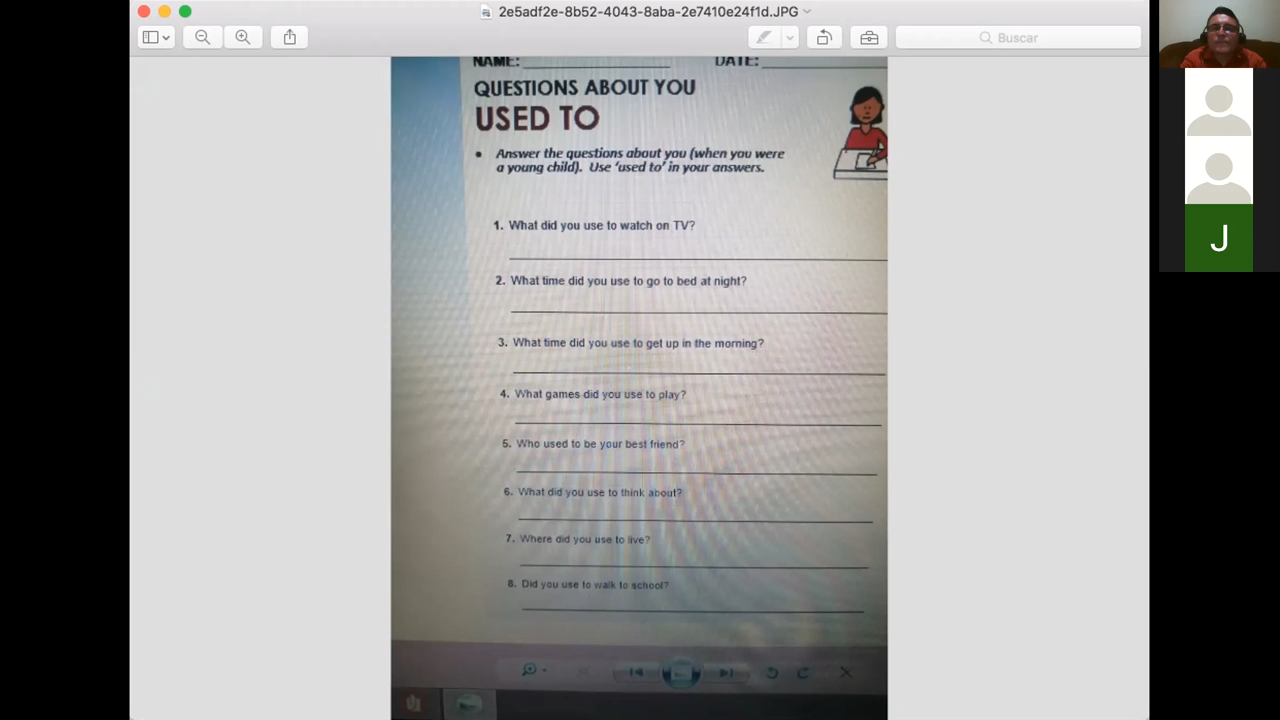 2e5adf2e-8b52-4043-8aba-2e7410e24f1d.JPG
Buscar
NAME: DATE:
QUESTIONS ABOUT YOU
USED TO
• Answer the questions about you (when you were
a young child). Use 'used to' in your answers.
1. What did you use to watch on TV?
2. What time did you use to go to bed at night?
3. What time did you use to get up in the morning?
4. What games did you use to play?
5. Who used to be your best friend?
6. What did you use to think about?
7. Where did you use to live?
8. Did you use to walk to school?
J